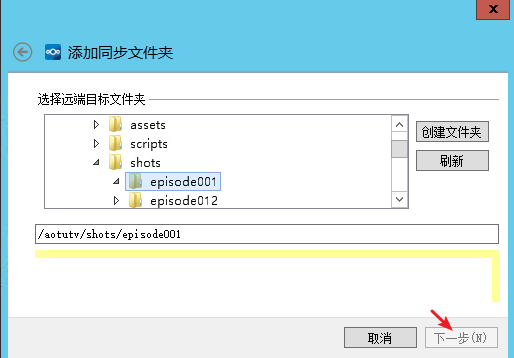 x
添加同步文件夹
选择远端目标文件夹
assets
创建文件夹
scripts
刷新
shots
episode001
episode012
/aotutv/shots/episode001
取消
下一步(N)